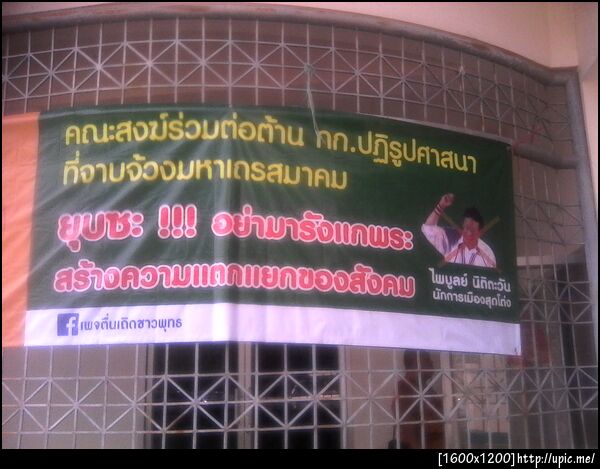 คณะสงฆ์ร่วมต่อต้าน กก.ปฏิรูปศาสนา
ที่จาบจ้วงมหาเถรสมาคม
ยุบซะ !!! อย่ามารังแกพระ
สร้างความแตกแยกของสังคม
ไพบูลย์ นิติตะวัน
นักการเมืองสุดโต่ง
f เพจตื่นเถิดชาวพุทธ
[1600x1200]http://upic.me/